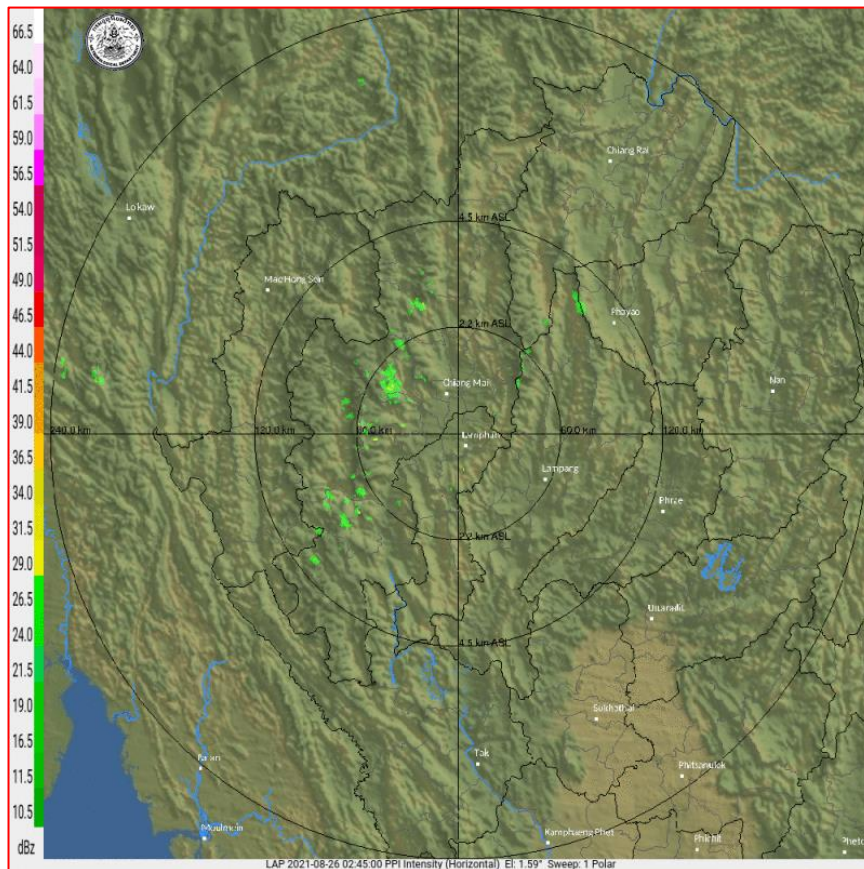 66.5
64.0
61.5
59.0
56.5
54.0
51.5
49.0
46.5
44.0
41.5
39.0
36.5
34.0
31.5
29.0
26.5
24.0
21.5
19.0
16.5
11.5
10.5
dBz
Chiang Rai
Loikaw
4.5 km ASL
Mae Hong Son
Phayao
2.2 km ASL
Chiang Mai
Nan
240.0 km
120.0 km
60.0 km
120.0 km
Lamphun
Lampang
Phrae
2.2 km ASL
Uttaradit
4.5 km ASL
Sukhothai
Tak
Pa'an
Phitsanulok
Moulmein
Kamphaeng Phet
Phichit
LAP 2021-08-26 02:45:00 PPI Intensity (Horizontal) El: 1.59° Sweep: 1 Polar